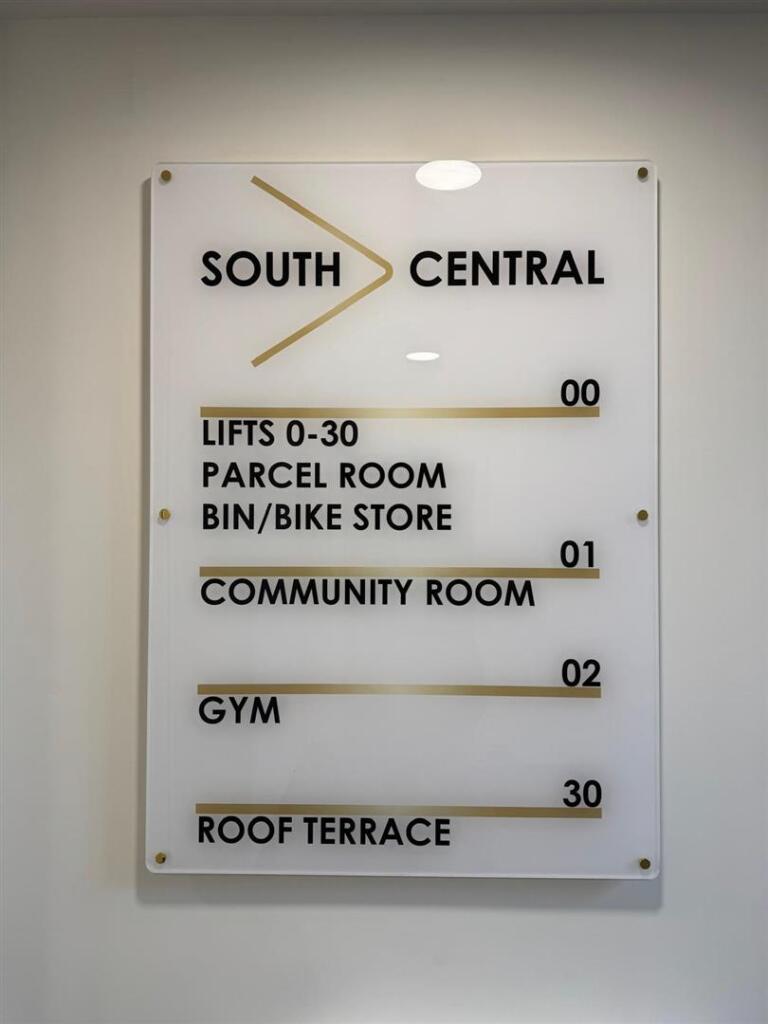 SOUTH CENTRAL
00
LIFTS 0-30
PARCEL ROOM
BIN/BIKE STORE
01
COMMUNITY ROOM
02
GYM
30
ROOF TERRACE